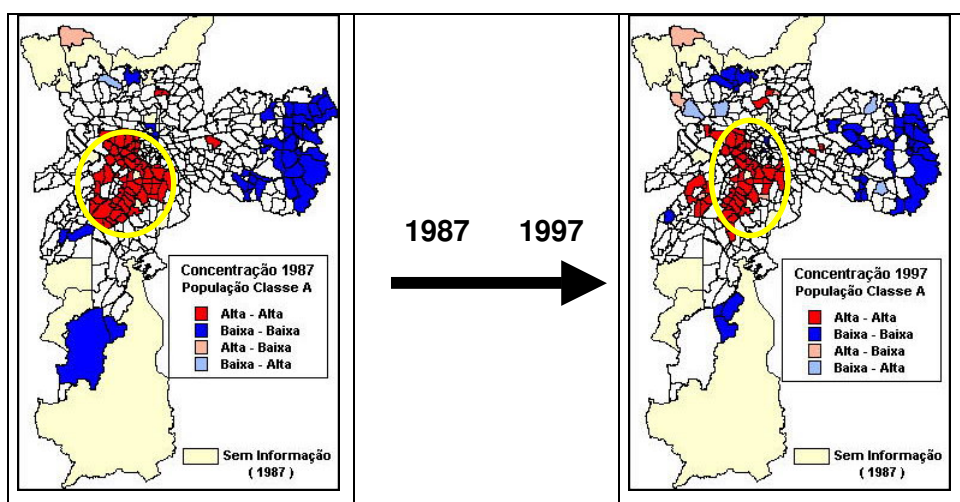 Concentração 1987
População Classe A
Alta - Alta
Baixa - Baixa
Alta - Baixa
Baixa - Alta
Sem Informação
( 1987 )
1987 1997
Concentração 1997
População Classe A
Alta - Alta
Baixa - Baixa
Alta - Baixa
Baixa - Alta
Sem Informação
( 1987 )